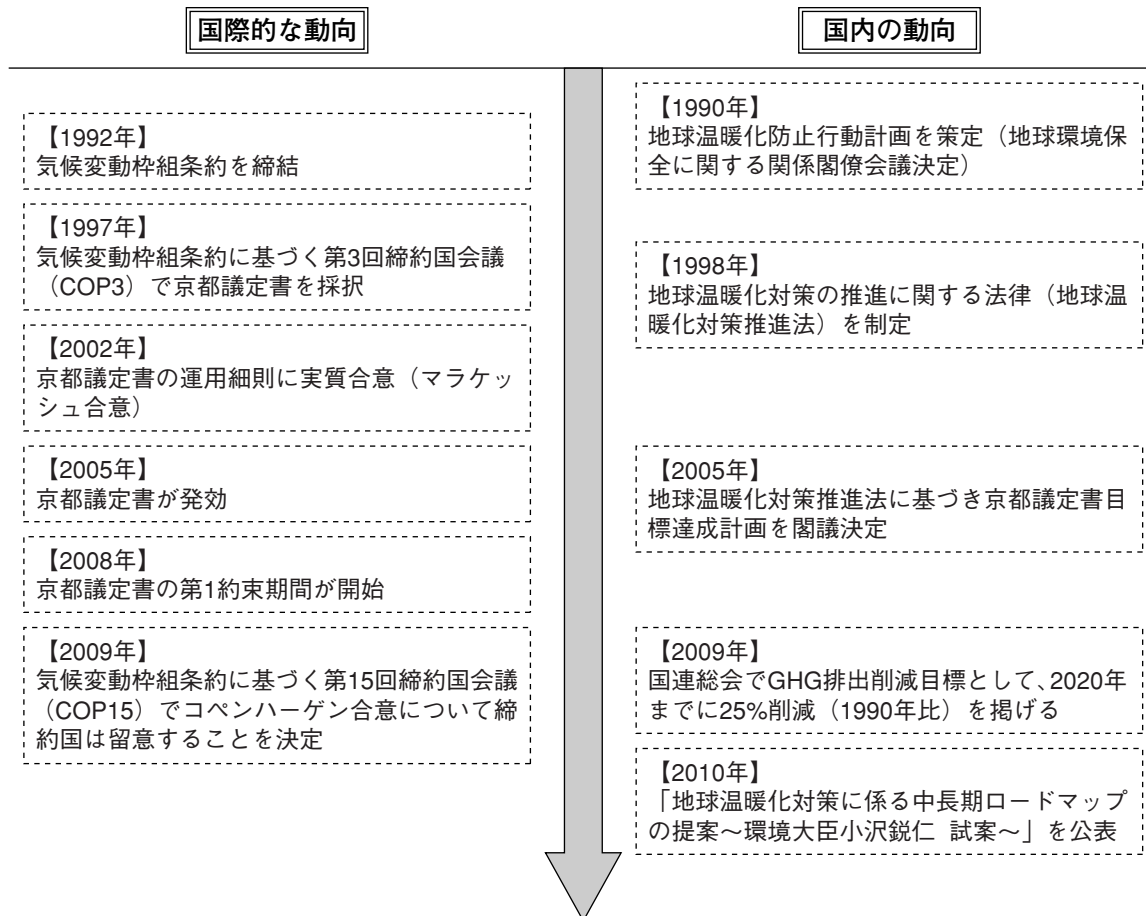 国際的な動向
【1992年】
気候変動枠組条約を締結
【1997年】
気候変動枠組条約に基づく第3回締約国会議
（COP3）で京都議定書を採択
【2002年】
京都議定書の運用細則に実質合意（マラケッ
シュ合意）
【2005年】
京都議定書が発効
【2008年】
京都議定書の第1約束期間が開始
【2009年】
気候変動枠組条約に基づく第15回締約国会議
（COP15）でコペンハーゲン合意について締
約国は留意することを決定
国内の動向
【1990年】
地球温暖化防止行動計画を策定（地球環境保
全に関する関係閣僚会議決定）
【1998年】
地球温暖化対策の推進に関する法律（地球温
暖化対策推進法）を制定
【2005年】
地球温暖化対策推進法に基づき京都議定書目
標達成計画を閣議決定
【2009年】
国連総会でGHG排出削減目標として、2020年
までに25%削減（1990年比）を掲げる
【2010年】
「地球温暖化対策に係る中長期ロードマップ
の提案～環境大臣小沢鋭仁 試案～」を公表